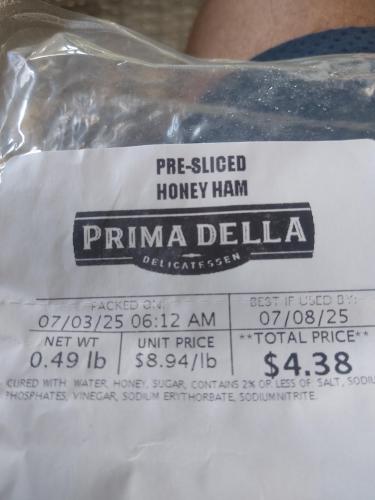 PRE-SLICED
HONEY HAM
PRIMA DELLA
DELICATESSEN
PACKED ON: BEST IF USED BY:
07/03/25 06:12 AM 07/08/25
NET WT UNIT PRICE **TOTAL PRICE**
0.49 lb $8.94/lb $4.38
CURED WITH WATER, HONEY, SUGAR, CONTAINS 2% OR LESS OF SALT, SODIU
PHOSPHATES, VINEGAR, SODIUM ERYTHORBATE, SODIUMNITRITE.